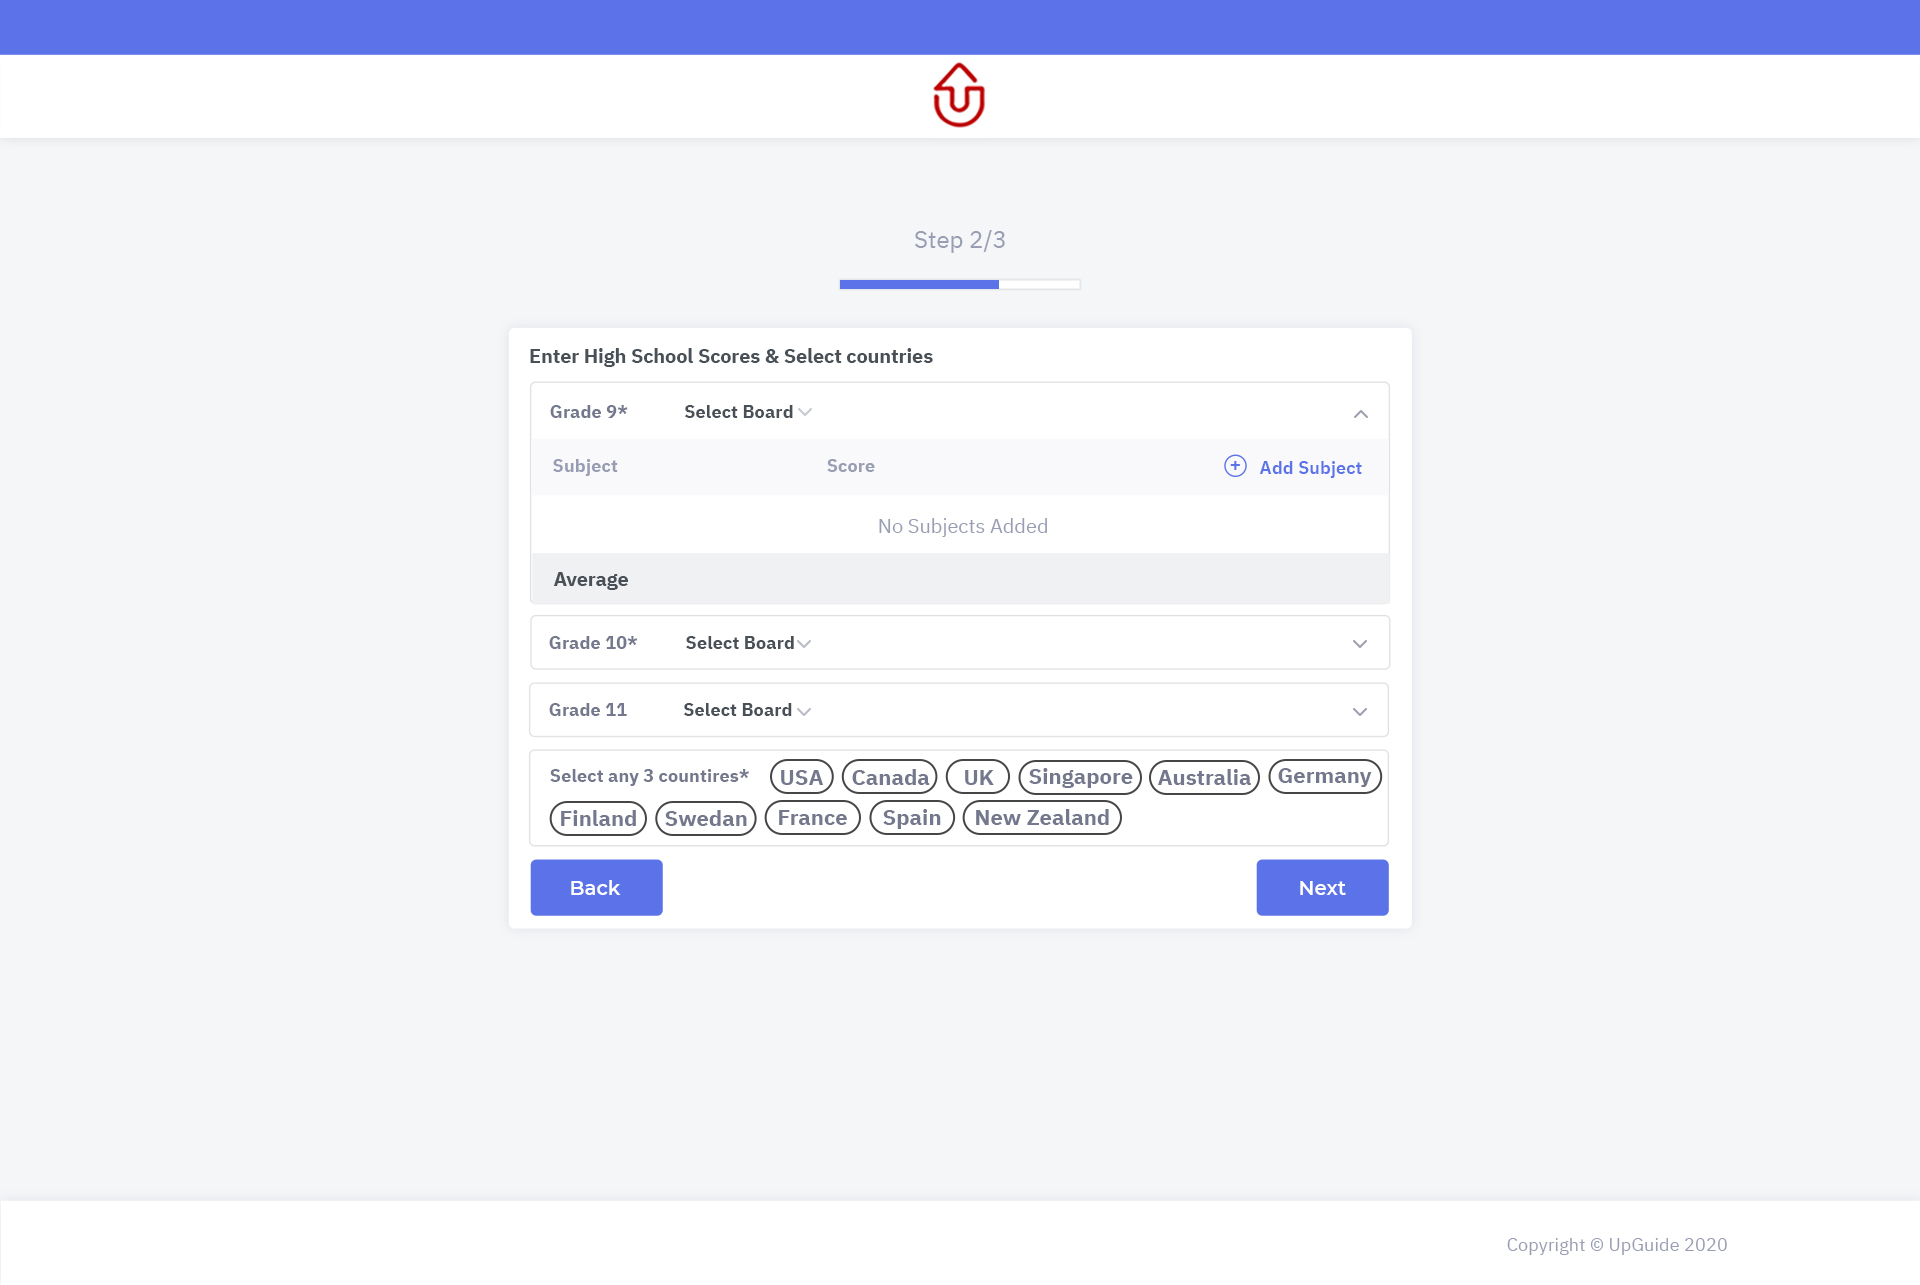 Step 2/3
Enter High School Scores & Select countries
Grade 9* Select Board
Subject Score Add Subject
No Subjects Added
Average
Grade 10* Select Board
Grade 11 Select Board
Select any 3 countires* USA Canada UK Singapore Australia Germany
Finland Swedan France Spain New Zealand
Back Next
Copyright © UpGuide 2020